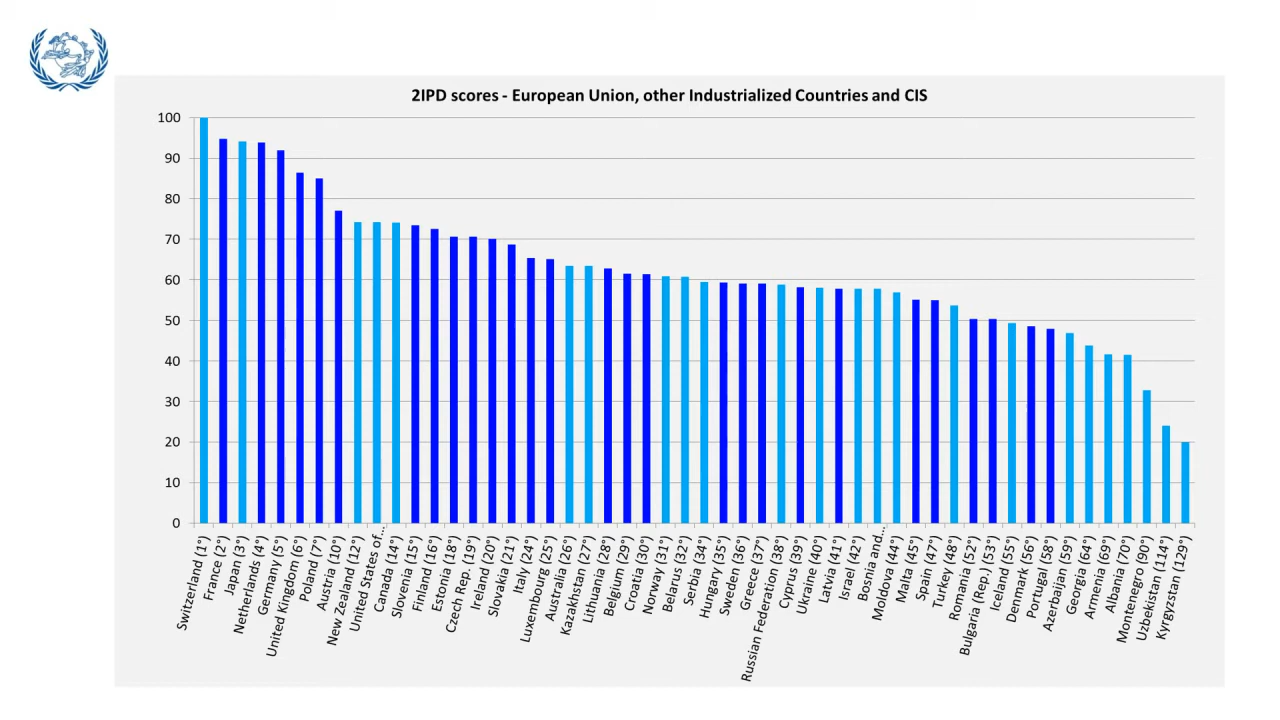 2IPD scores - European Union, other Industrialized Countries and CIS
100
90
80
70
60
50
40
30
20
10
0
Switzerland (1°)
France (2°)
Japan (3°)
Netherlands (4°)
Germany (5°)
United Kingdom (6°)
Poland (7°)
Austria (10°)
New Zealand (12°)
United States of...
Canada (14°)
Slovenia (15°)
Finland (16°)
Estonia (18°)
Czech Rep. (19°)
Ireland (20°)
Slovakia (21°)
Italy (24°)
Luxembourg (25°)
Australia (26°)
Kazakhstan (27°)
Lithuania (28°)
Belgium (29°)
Croatia (30°)
Norway (31°)
Belarus (32°)
Serbia (34°)
Hungary (35°)
Sweden (36°)
Greece (37°)
Russian Federation (38°)
Cyprus (39°)
Ukraine (40°)
Latvia (41°)
Israel (42°)
Bosnia and...
Moldova (44°)
Malta (45°)
Spain (47°)
Turkey (48°)
Romania (52°)
Bulgaria (Rep.) (53°)
Iceland (55°)
Denmark (56°)
Portugal (58°)
Azerbaijan (59°)
Georgia (64°)
Armenia (69°)
Albania (70°)
Montenegro (90°)
Uzbekistan (114°)
Kyrgyzstan (129°)